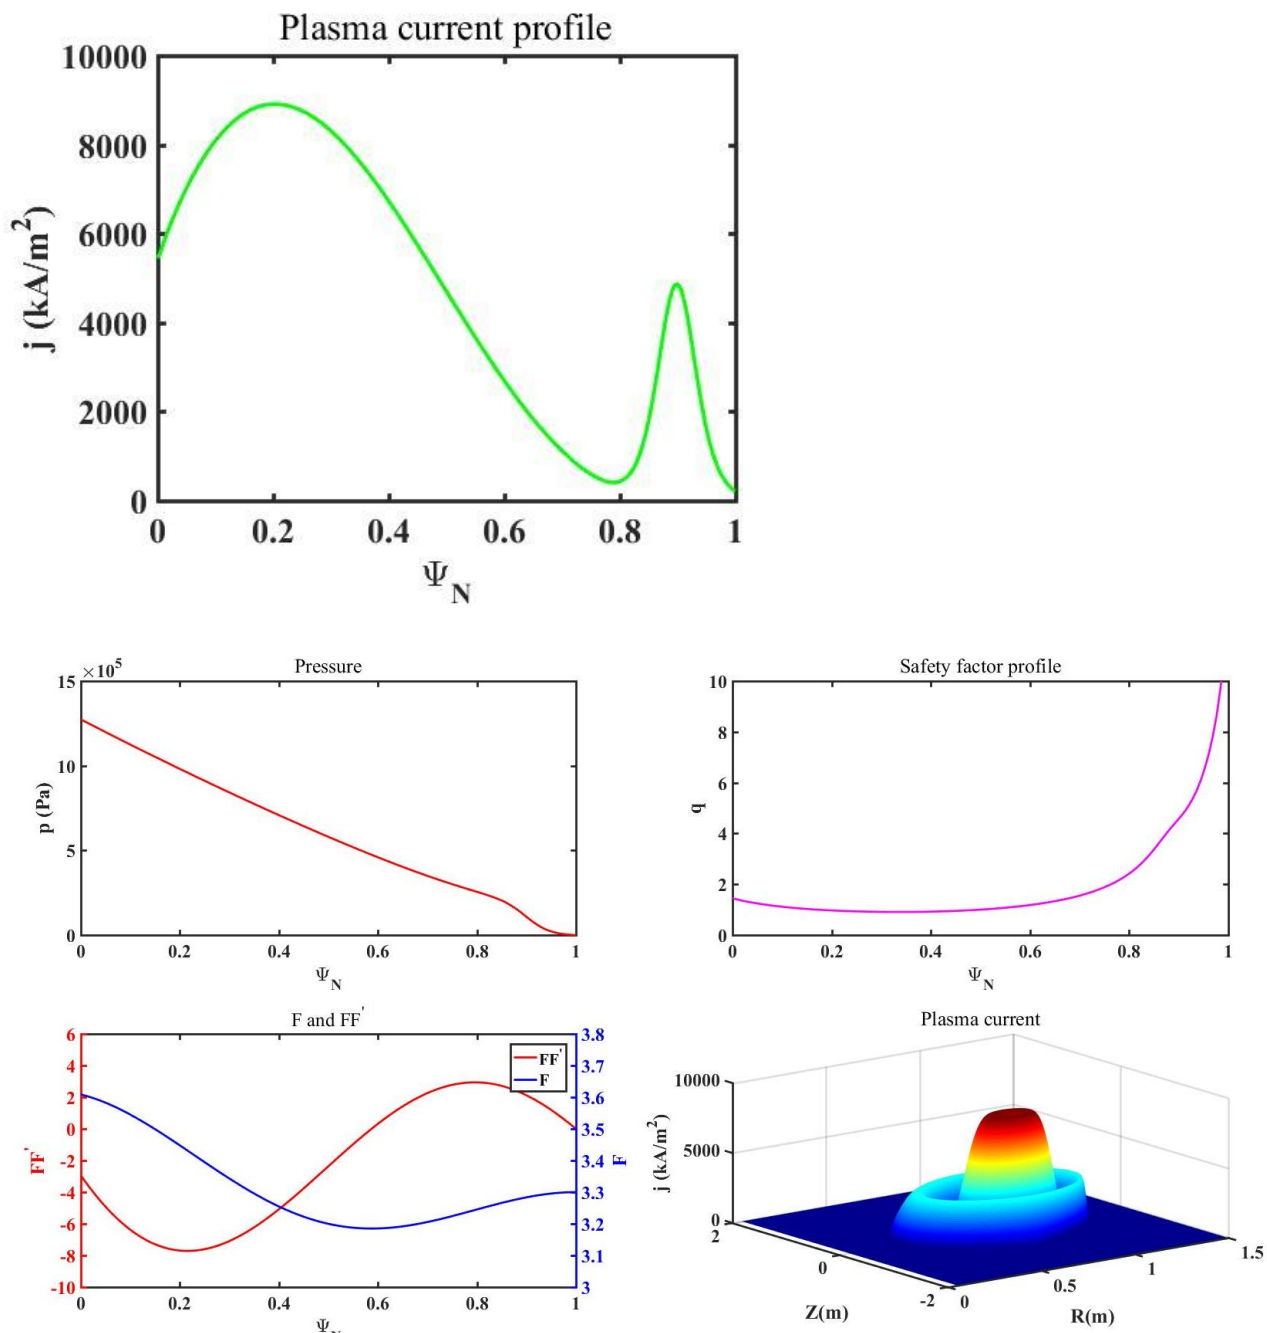 Plasma current profile
10000
8000
6000
4000
2000
0
j (kA/m²)
0 0.2 0.4 0.6 0.8 1
Ψ_N
Pressure
×10⁵
15
10
5
0
p (Pa)
0 0.2 0.4 0.6 0.8 1
Ψ_N
Safety factor profile
10
8
6
4
2
0
q
0 0.2 0.4 0.6 0.8 1
Ψ_N
F and FF'
6
4
2
0
-2
-4
-6
-8
-10
FF'
FF'
F
3.8
3.7
3.6
3.5
3.4
3.3
3.2
3.1
3
F
0 0.2 0.4 0.6 0.8 1
Ψ_N
Plasma current
10000
5000
0
j (kA/m²)
2
0
-2
Z(m)
0
0.5
1
1.5
R(m)